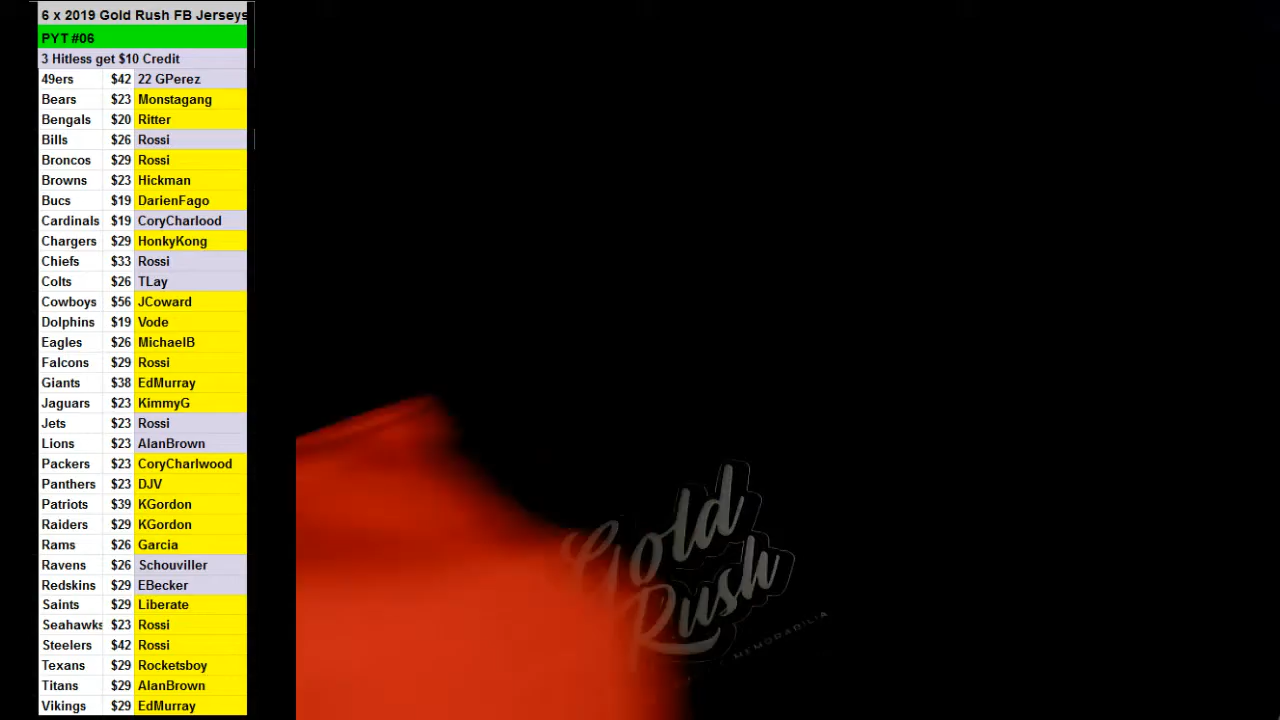 6 x 2019 Gold Rush FB Jerseys
PYT #06
3 Hitless get $10 Credit
49ers $42 22 GPerez
Bears $23 Monstagang
Bengals $20 Ritter
Bills $26 Rossi
Broncos $29 Rossi
Browns $23 Hickman
Bucs $19 DarienFago
Cardinals $19 CoryCharlood
Chargers $29 HonkyKong
Chiefs $33 Rossi
Colts $26 TLay
Cowboys $56 JCoward
Dolphins $19 Vode
Eagles $26 MichaelB
Falcons $29 Rossi
Giants $38 EdMurray
Jaguars $23 KimmyG
Jets $23 Rossi
Lions $23 AlanBrown
Packers $23 CoryCharlwood
Panthers $23 DJV
Patriots $39 KGordon
Raiders $29 KGordon
Rams $26 Garcia
Ravens $26 Schouviller
Redskins $29 EBecker
Saints $29 Liberate
Seahawks $23 Rossi
Steelers $42 Rossi
Texans $29 Rocketsboy
Titans $29 AlanBrown
Vikings $29 EdMurray
Gold
Rush
MEMORABILIA